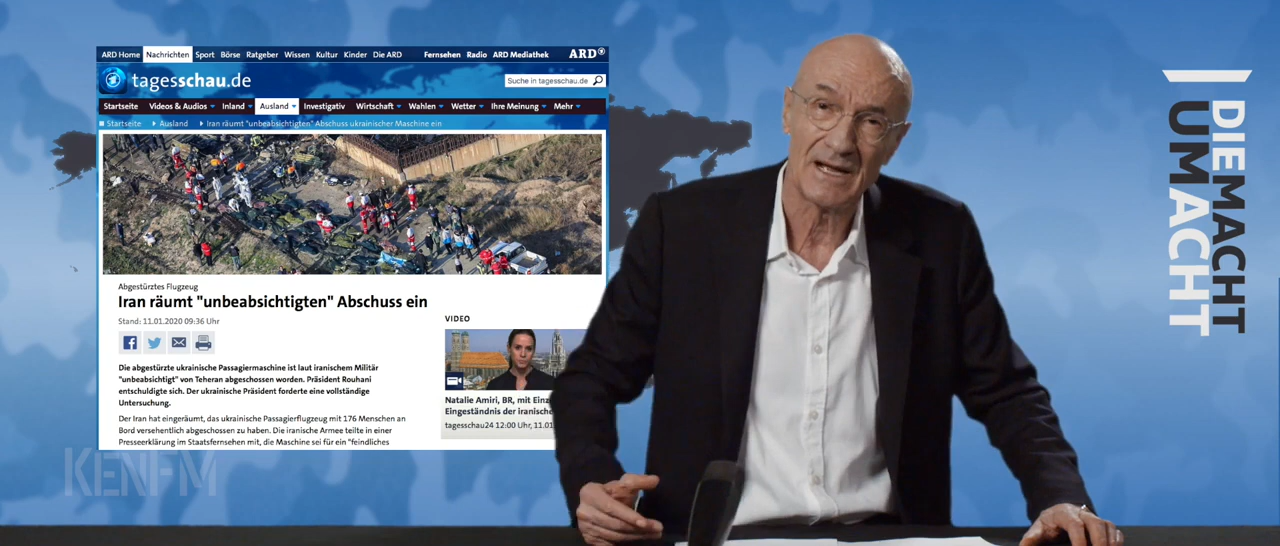 ARD Home Nachrichten Sport Börse Ratgeber Wissen Kultur Kinder Die ARD Fernsehen Radio ARD Mediathek ARD
tagesschau.de
Suche in tagesschau.de
Startseite Videos & Audios Inland Ausland Investigativ Wirtschaft Wahlen Wetter Ihre Meinung Mehr
Startseite Ausland Iran räumt "unbeabsichtigten" Abschuss ukrainischer Maschine ein
Abgestürztes Flugzeug
Iran räumt "unbeabsichtigten" Abschuss ein
Stand: 11.01.2020 09:36 Uhr
Die abgestürzte ukrainische Passagiermaschine ist laut iranischem Militär
"unbeabsichtigt" von Teheran abgeschossen worden. Präsident Rouhani
entschuldigte sich. Der ukrainische Präsident forderte eine vollständige
Untersuchung.
Der Iran hat eingeräumt, das ukrainische Passagierflugzeug mit 176 Menschen an
Bord versehentlich abgeschossen zu haben. Die iranische Armee teilte in einer
Presseerklärung im Staatsfernsehen mit, die Maschine sei für ein "feindliches
VIDEO
Natalie Amiri, BR, mit
Eingeständnis der
tagesschau24 12:00 Uhr,
KENFM
DIE MACHT
UM ACHT